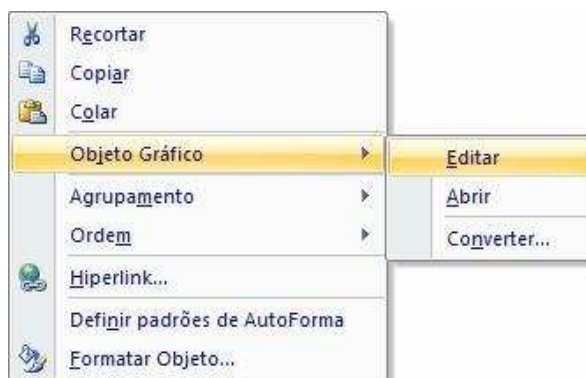 Recortar
Copiar
Colar
Objeto Gráfico
Editar
Agrupamento
Abrir
Ordem
Converter...
Hiperlink...
Definir padrões de AutoForma
Formatar Objeto...